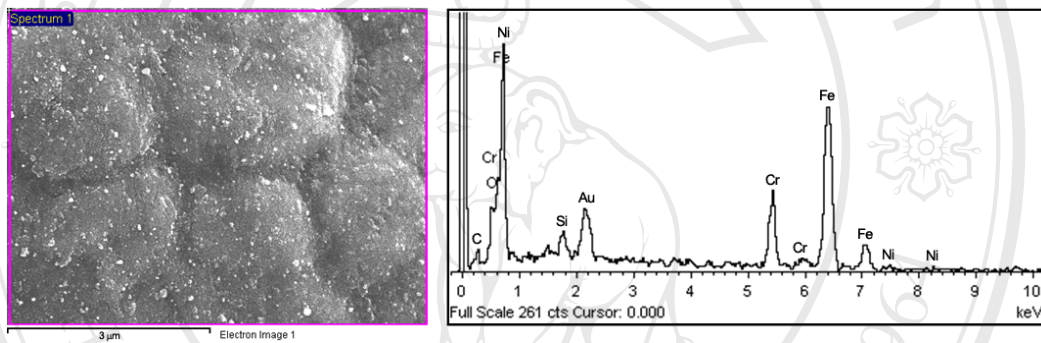 Spectrum 1
3 µm
Electron Image 1
Ni
Fe
Cr
O
C
Si
Au
Cr
Cr
Fe
Fe
Ni
Ni
0 1 2 3 4 5 6 7 8 9 10
Full Scale 261 cts Cursor: 0.000
keV